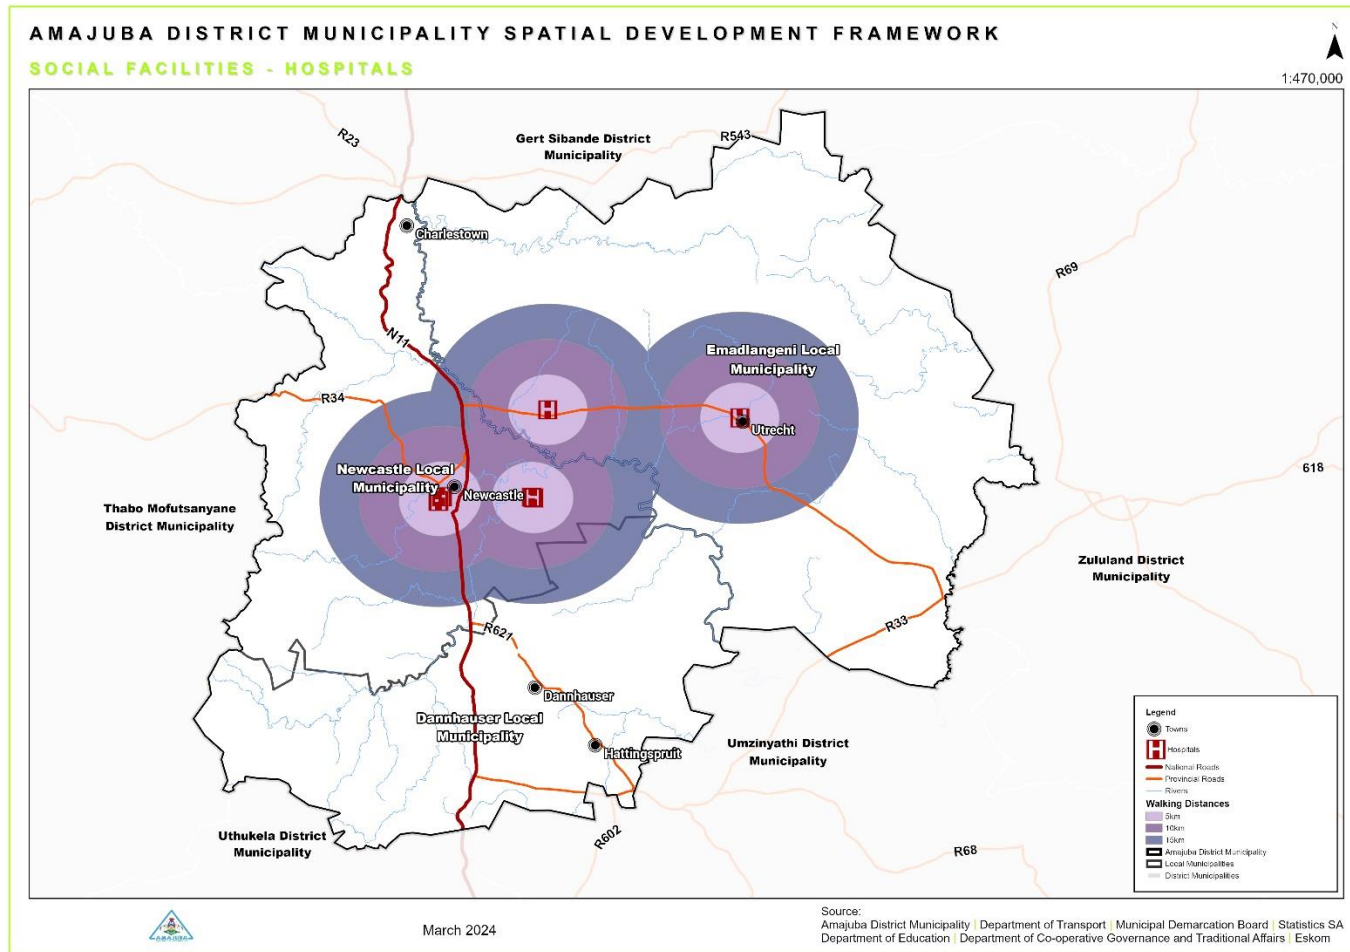 AMAJUBA DISTRICT MUNICIPALITY SPATIAL DEVELOPMENT FRAMEWORK
SOCIAL FACILITIES - HOSPITALS
N
1:470,000
R23
Gert Sibande District
Municipality
R543
Charlestown
R69
N11
Emadlangeni Local
Municipality
R34
H
H
Utrecht
Newcastle Local
Municipality
Newcastle
H
618
Thabo Mofutsanyane
District Municipality
Zululand District
Municipality
R621
R33
Dannhauser
Dannhauser Local
Municipality
Hattingspruit
Umzinyathi District
Municipality
Uthukela District
Municipality
R602
R68
Legend
Towns
H Hospitals
National Roads
Provincial Roads
Rivers
Walking Distances
5km
10km
15km
Amajuba District Municipality
Local Municipalities
District Municipalities
AMAJUBA
March 2024
Source:
Amajuba District Municipality | Department of Transport | Municipal Demarcation Board | Statistics SA
Department of Education | Department of Co-operative Governance and Traditional Affairs | Eskom